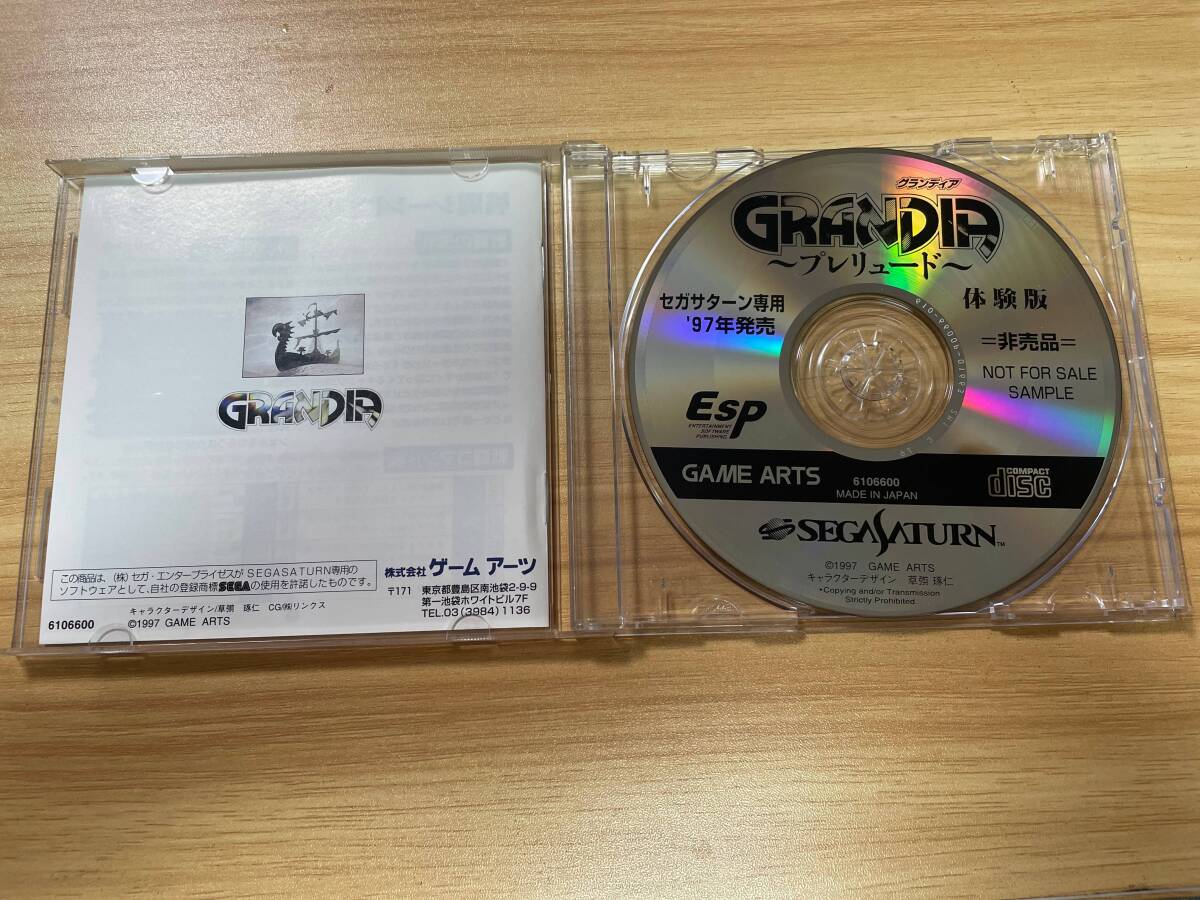 GRANDIA
この商品は、(株)セガ・エンタープライゼスがSEGASATURN専用の
ソフトウェアとして、自社の登録商標SEGAの使用を許諾したものです。
キャラクターデザイン/草彅 琢仁 CG/㈱リンクス
6106600
©1997 GAME ARTS
株式会社ゲームアーツ
〒171 東京都豊島区南池袋2-9-9
第一池袋ホワイトビル7F
TEL.03(3984)1136
グランディア
GRANDIA
～プレリュード～
セガサターン専用
'97年発売
体験版
=非売品=
NOT FOR SALE
SAMPLE
ESP
ENTERTAINMENT
SOFTWARE
PUBLISHING
GAME ARTS
6106600
MADE IN JAPAN
COMPACT
disc
SEGASATURN™
©1997 GAME ARTS
キャラクターデザイン 草彅 琢仁
•Copying and/or Transmission
Strictly Prohibited.